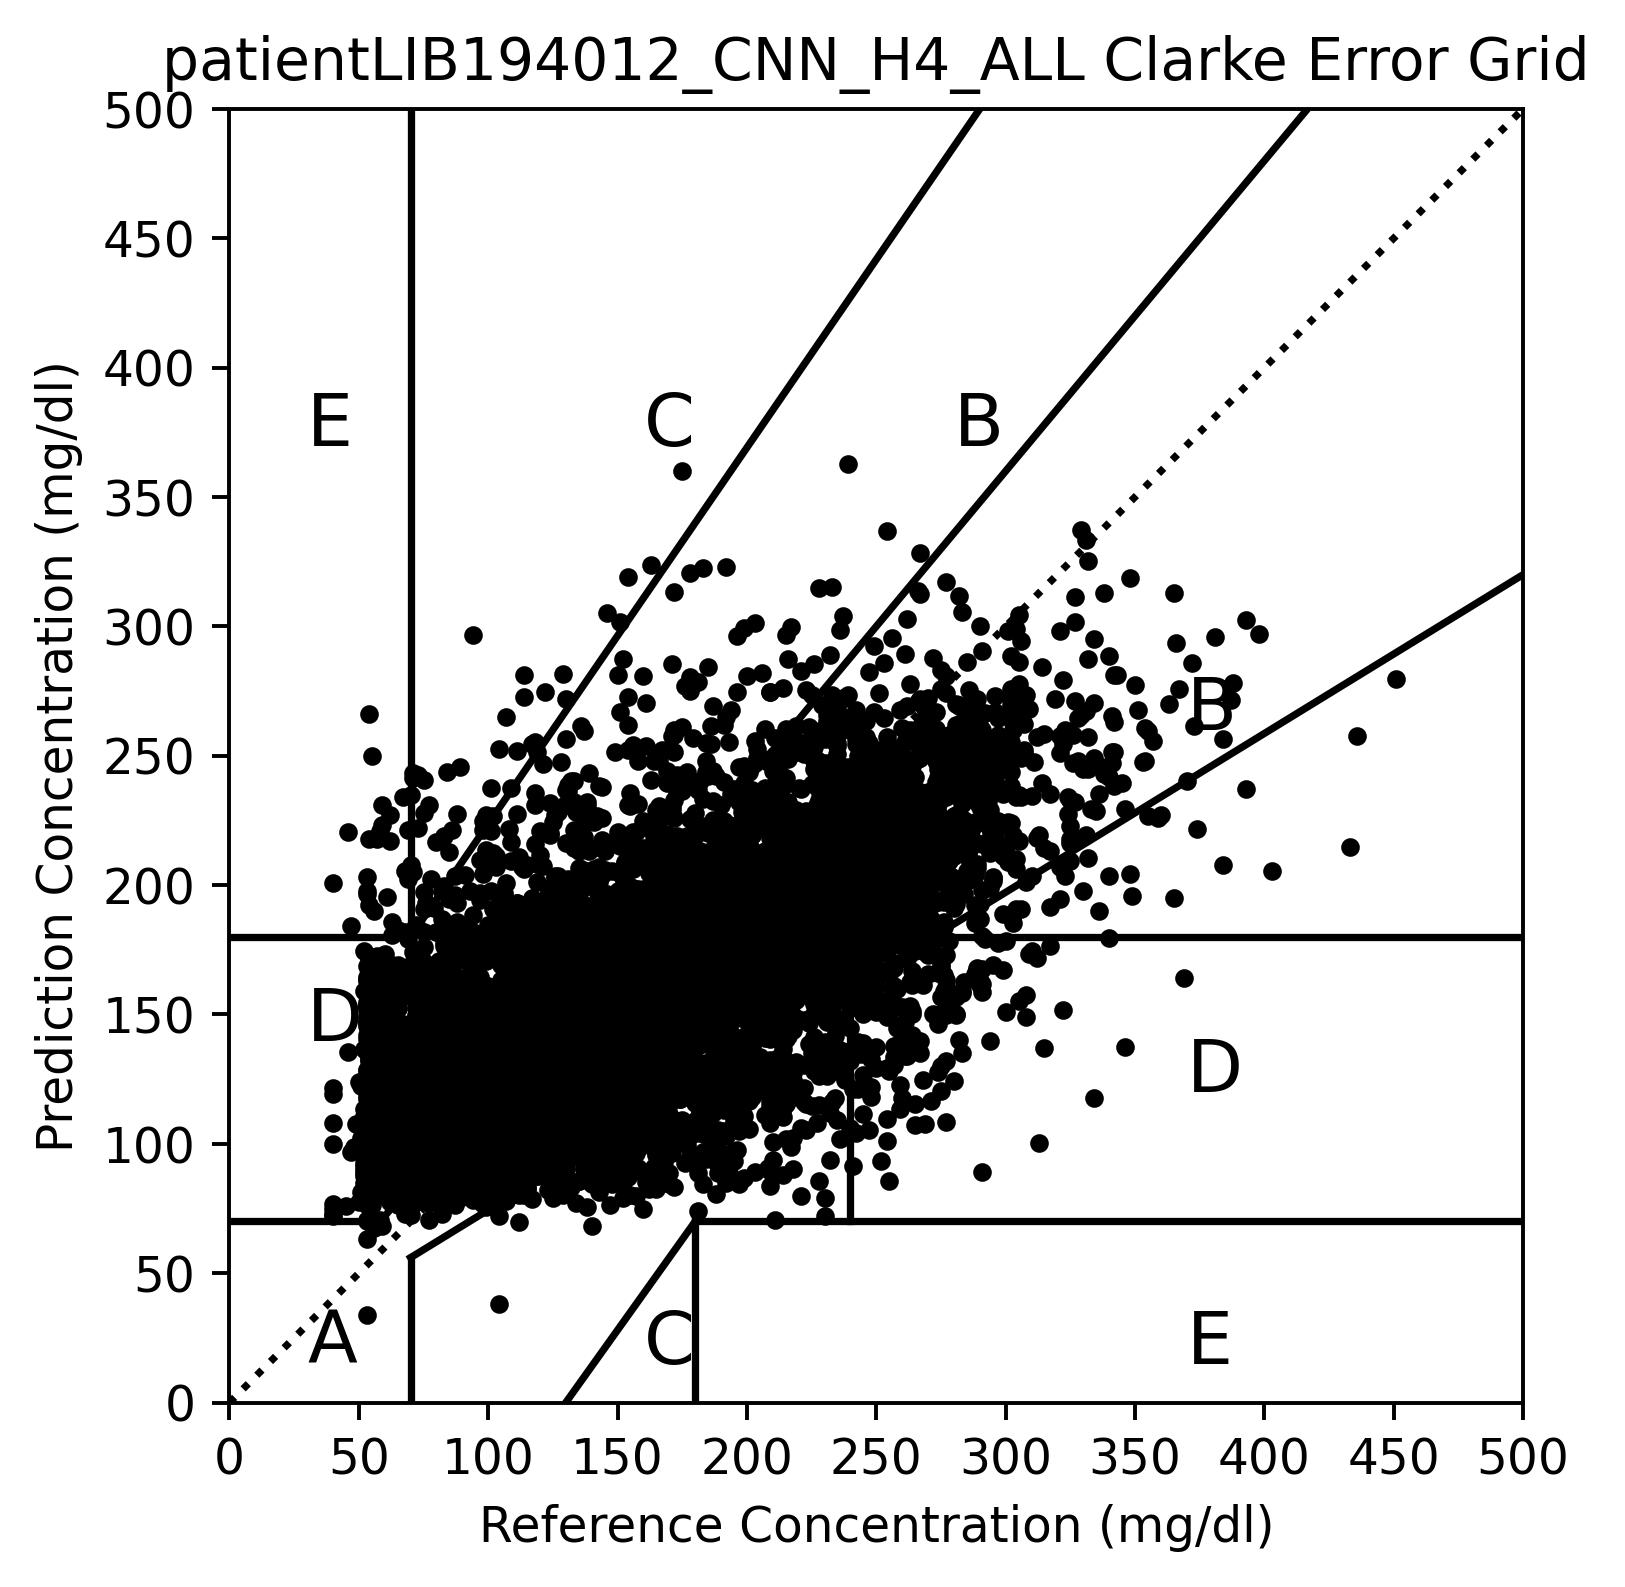 patientLIB194012_CNN_H4_ALL Clarke Error Grid
Prediction Concentration (mg/dl)
500
450
400
350
300
250
200
150
100
50
0
E
C
B
B
D
D
A
C
E
0 50 100 150 200 250 300 350 400 450 500
Reference Concentration (mg/dl)